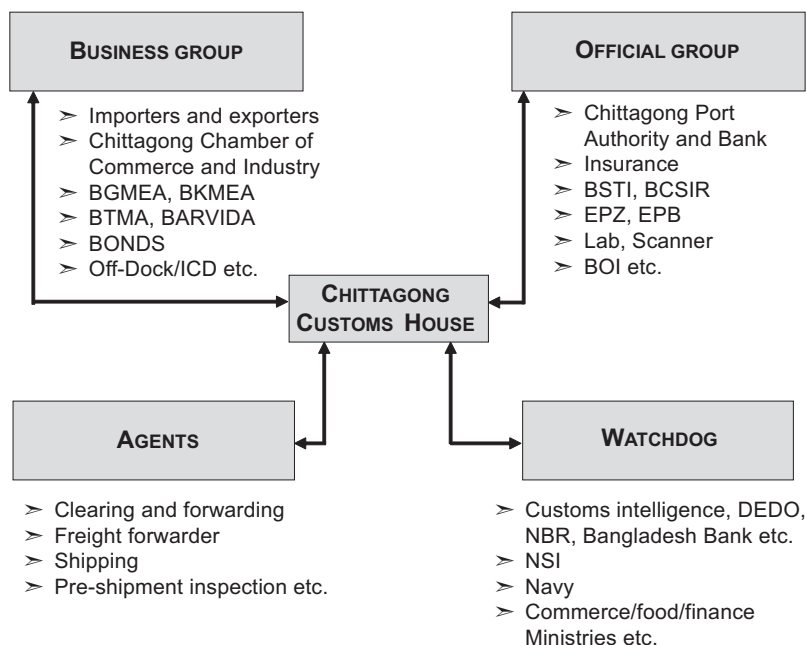 BUSINESS GROUP
➣ Importers and exporters
➣ Chittagong Chamber of
Commerce and Industry
➣ BGMEA, BKMEA
➣ BTMA, BARVIDA
➣ BONDS
➣ Off-Dock/ICD etc.
OFFICIAL GROUP
➣ Chittagong Port
Authority and Bank
➣ Insurance
➣ BSTI, BCSIR
➣ EPZ, EPB
➣ Lab, Scanner
➣ BOI etc.
CHITTAGONG
CUSTOMS HOUSE
AGENTS
➣ Clearing and forwarding
➣ Freight forwarder
➣ Shipping
➣ Pre-shipment inspection etc.
WATCHDOG
➣ Customs intelligence, DEDO,
NBR, Bangladesh Bank etc.
➣ NSI
➣ Navy
➣ Commerce/food/finance
Ministries etc.